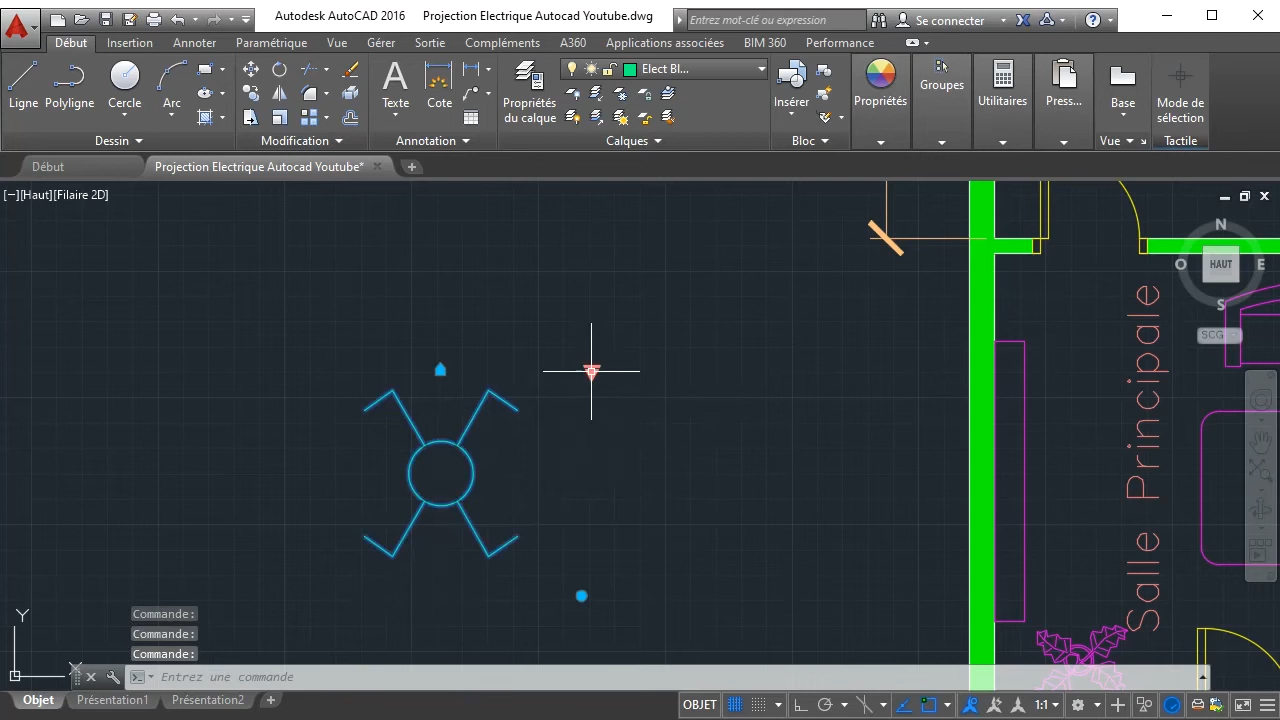 Autodesk AutoCAD 2016 Projection Electrique Autocad Youtube.dwg
Entrez mot-clé ou expression
Se connecter
Début Insertion Annoter Paramétrique Vue Gérer Sortie Compléments A360 Applications associées BIM 360 Performance
Ligne Polyligne Cercle Arc
Texte Cote
Propriétés du calque
Elect Bl...
Insérer
Propriétés
Groupes
Utilitaires
Press...
Base
Mode de sélection
Dessin Modification Annotation Calques Bloc Vue Tactile
Début Projection Electrique Autocad Youtube*
[−][Haut][Filaire 2D]
N
O HAUT E
S
SCG
Salle Principale
Y
X
Commande:
Commande:
Commande:
Entrez une commande
Objet Présentation1 Présentation2
OBJET 1:1